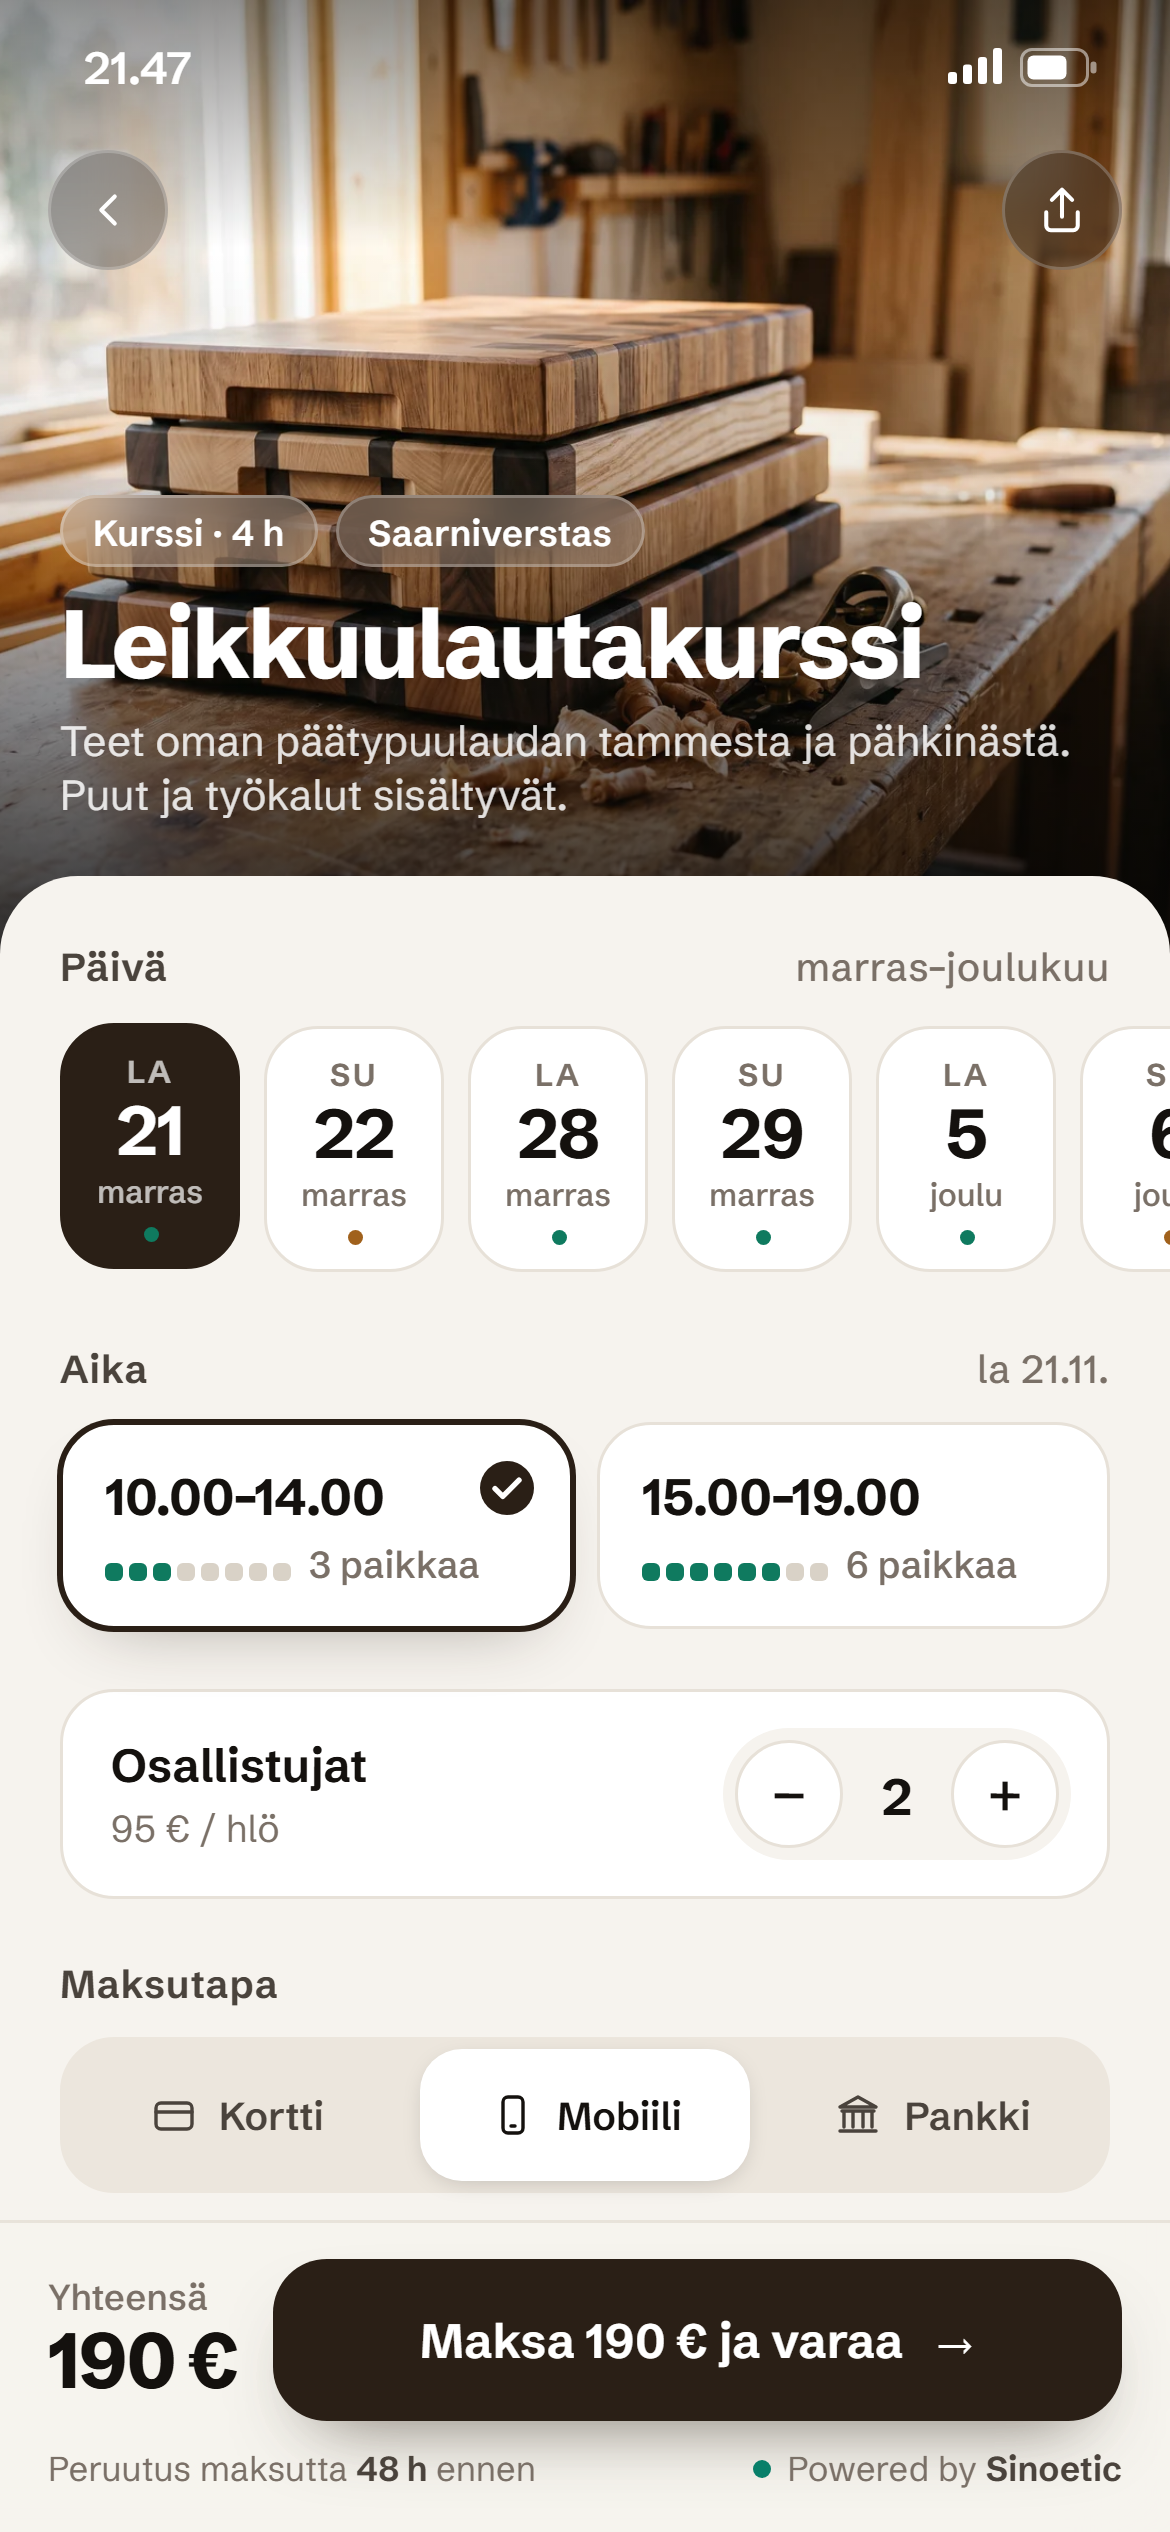 21.47
Kurssi · 4 h
Saarniverstas
Leikkuulautakurssi
Teet oman päätypuulaudan tammesta ja pähkinästä.
Puut ja työkalut sisältyvät.
Päivä
marras–joulukuu
LA
21
marras
SU
22
marras
LA
28
marras
SU
29
marras
LA
5
joulu
Aika
la 21.11.
10.00–14.00
3 paikkaa
15.00–19.00
6 paikkaa
Osallistujat
95 € / hlö
− 2 +
Maksutapa
Kortti
Mobiili
Pankki
Yhteensä
190 €
Maksa 190 € ja varaa →
Peruutus maksutta 48 h ennen
Powered by Sinoetic